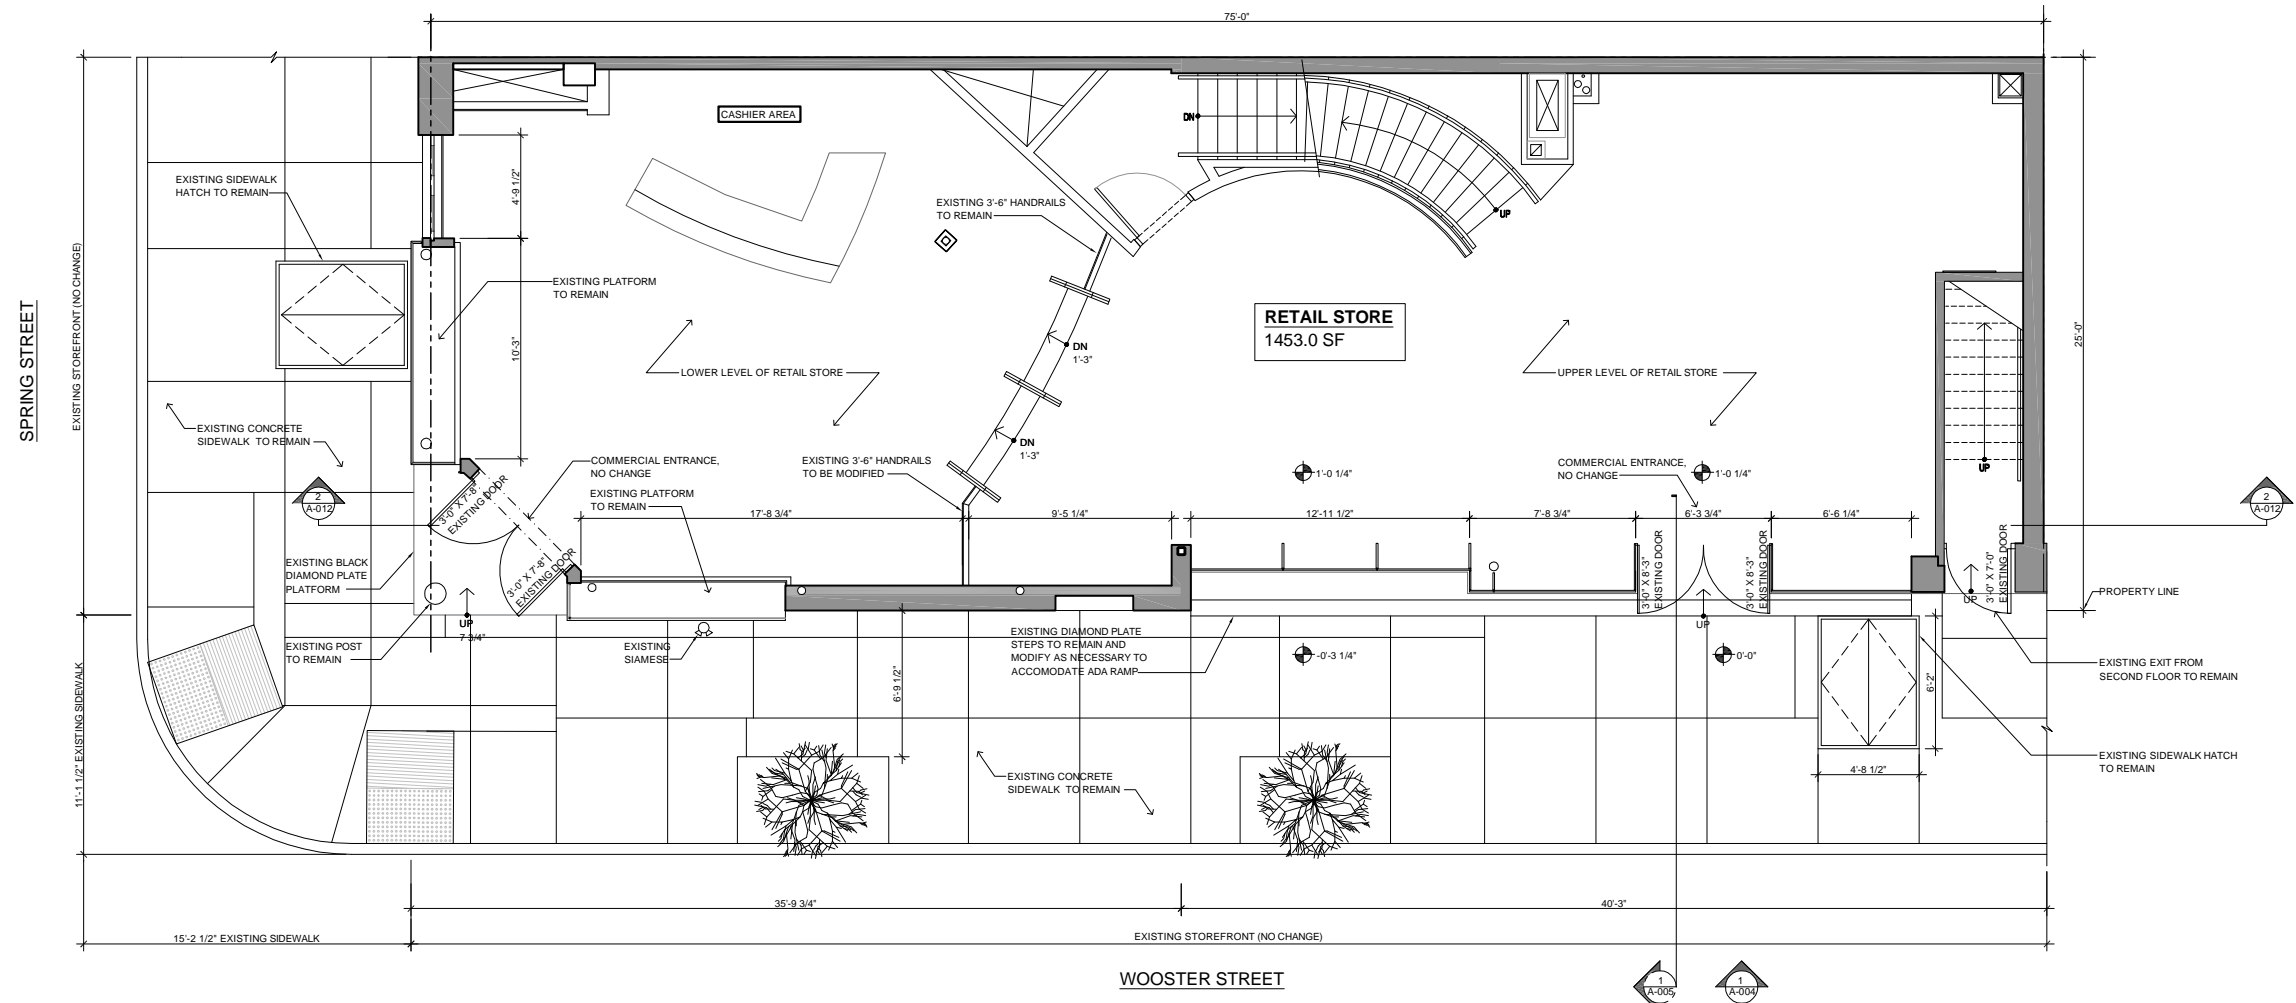 75'-0"
CASHIER AREA
DN
EXISTING SIDEWALK
HATCH TO REMAIN
4'-9 1/2"
EXISTING 3'-6" HANDRAILS
TO REMAIN
UP
EXISTING STOREFRONT (NO CHANGE)
SPRING STREET
EXISTING PLATFORM
TO REMAIN
10'-3"
RETAIL STORE
1453.0 SF
25'-0"
DN
1'-3"
LOWER LEVEL OF RETAIL STORE
UPPER LEVEL OF RETAIL STORE
EXISTING CONCRETE
SIDEWALK TO REMAIN
DN
1'-3"
COMMERCIAL ENTRANCE,
NO CHANGE
EXISTING 3'-6" HANDRAILS
TO BE MODIFIED
COMMERCIAL ENTRANCE,
NO CHANGE
1'-0 1/4"
1'-0 1/4"
UP
2
A-012
3'-0" X 7'-8"
EXISTING DOOR
EXISTING PLATFORM
TO REMAIN
2
A-012
17'-8 3/4"
9'-5 1/4"
12'-11 1/2"
7'-8 3/4"
6'-3 3/4"
6'-6 1/4"
EXISTING BLACK
DIAMOND PLATE
PLATFORM
3'-0" X 7'-8"
EXISTING DOOR
3'-0" X 8'-3"
EXISTING DOOR
3'-0" X 8'-3"
EXISTING DOOR
3'-0" X 7'-0"
EXISTING DOOR
UP
PROPERTY LINE
UP
7 3/4"
UP
EXISTING POST
TO REMAIN
EXISTING
SIAMESE
EXISTING DIAMOND PLATE
STEPS TO REMAIN AND
MODIFY AS NECESSARY TO
ACCOMODATE ADA RAMP
-0'-3 1/4"
0'-0"
EXISTING EXIT FROM
SECOND FLOOR TO REMAIN
6'-9 1/2"
6'-2"
11'-1 1/2" EXISTING SIDEWALK
EXISTING CONCRETE
SIDEWALK TO REMAIN
4'-8 1/2"
EXISTING SIDEWALK HATCH
TO REMAIN
35'-9 3/4"
40'-3"
15'-2 1/2" EXISTING SIDEWALK
EXISTING STOREFRONT (NO CHANGE)
WOOSTER STREET
1
A-005
1
A-004